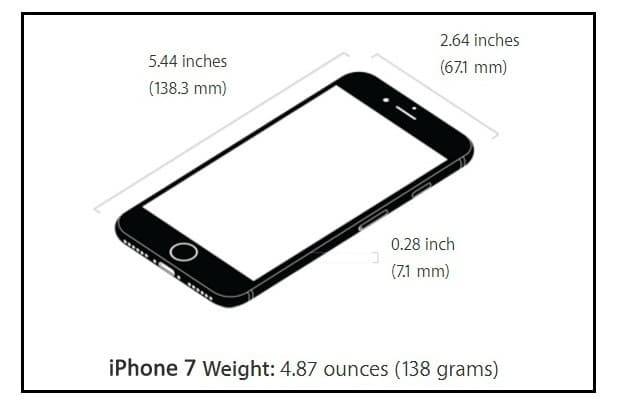 5.44 inches
(138.3 mm)
2.64 inches
(67.1 mm)
0.28 inch
(7.1 mm)
iPhone 7 Weight: 4.87 ounces (138 grams)